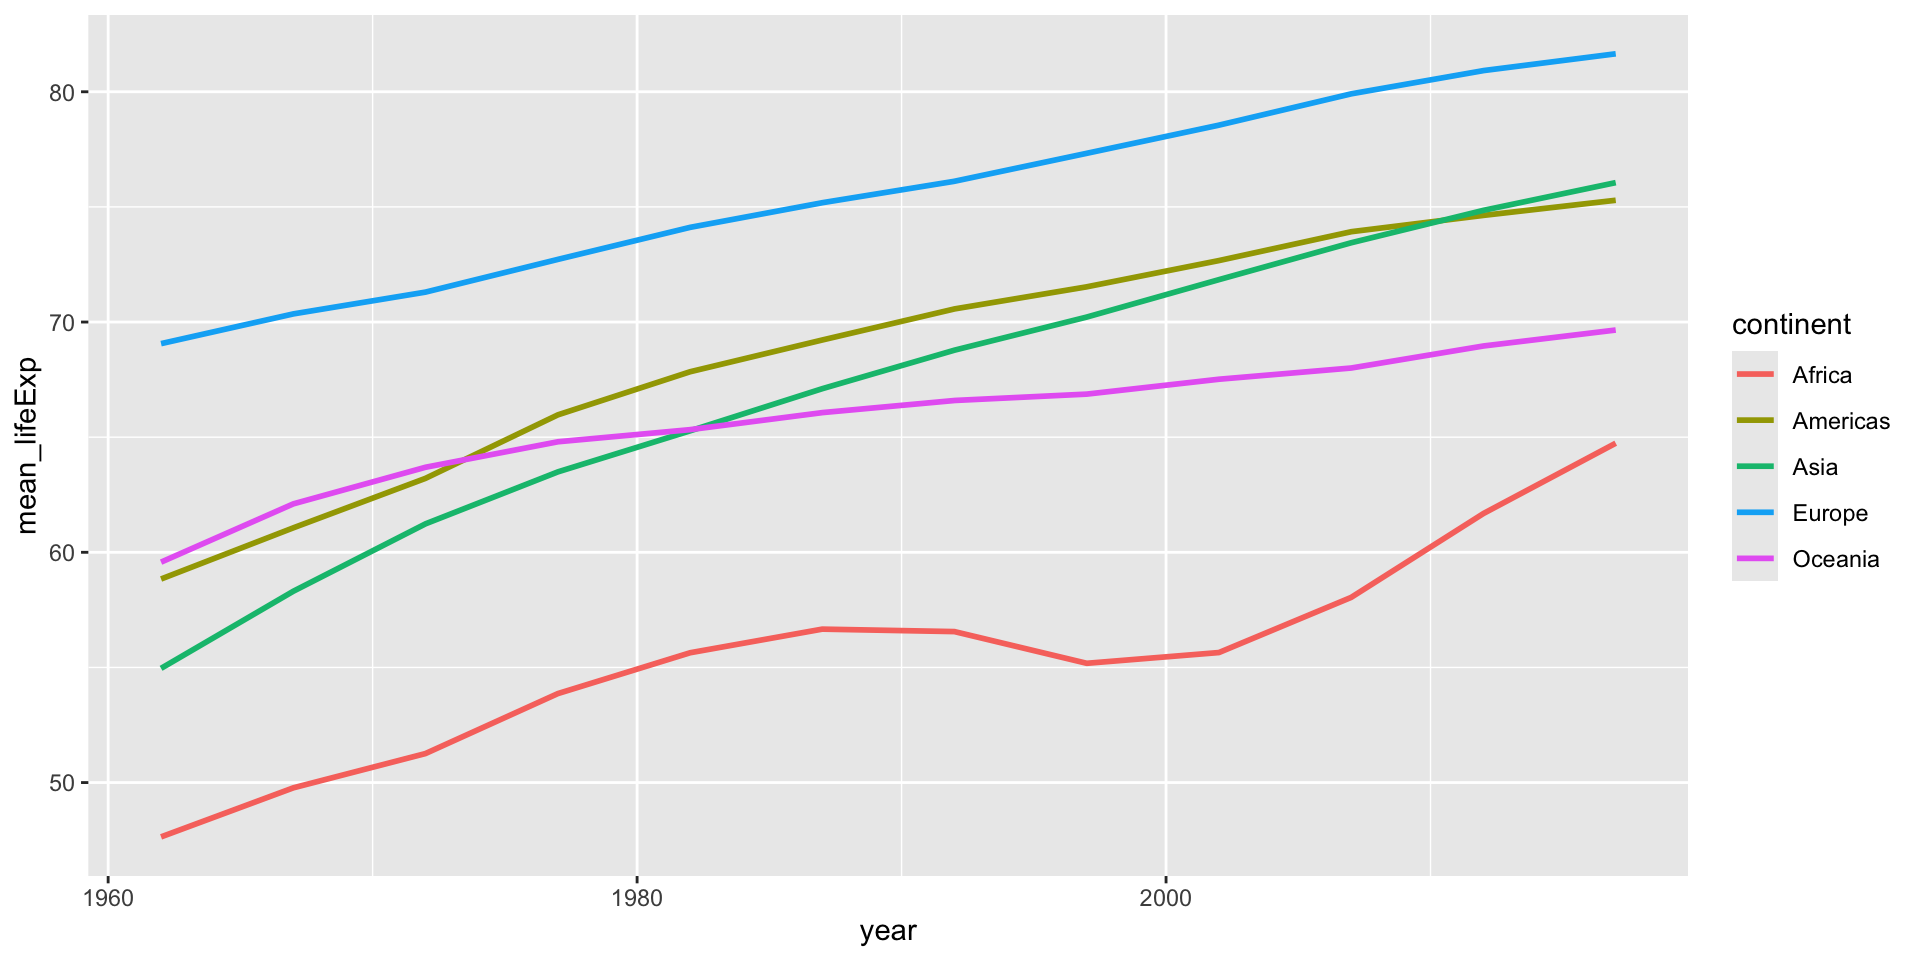 mean_lifeExp
80
70
60
50
1960
1980
2000
year
continent
Africa
Americas
Asia
Europe
Oceania